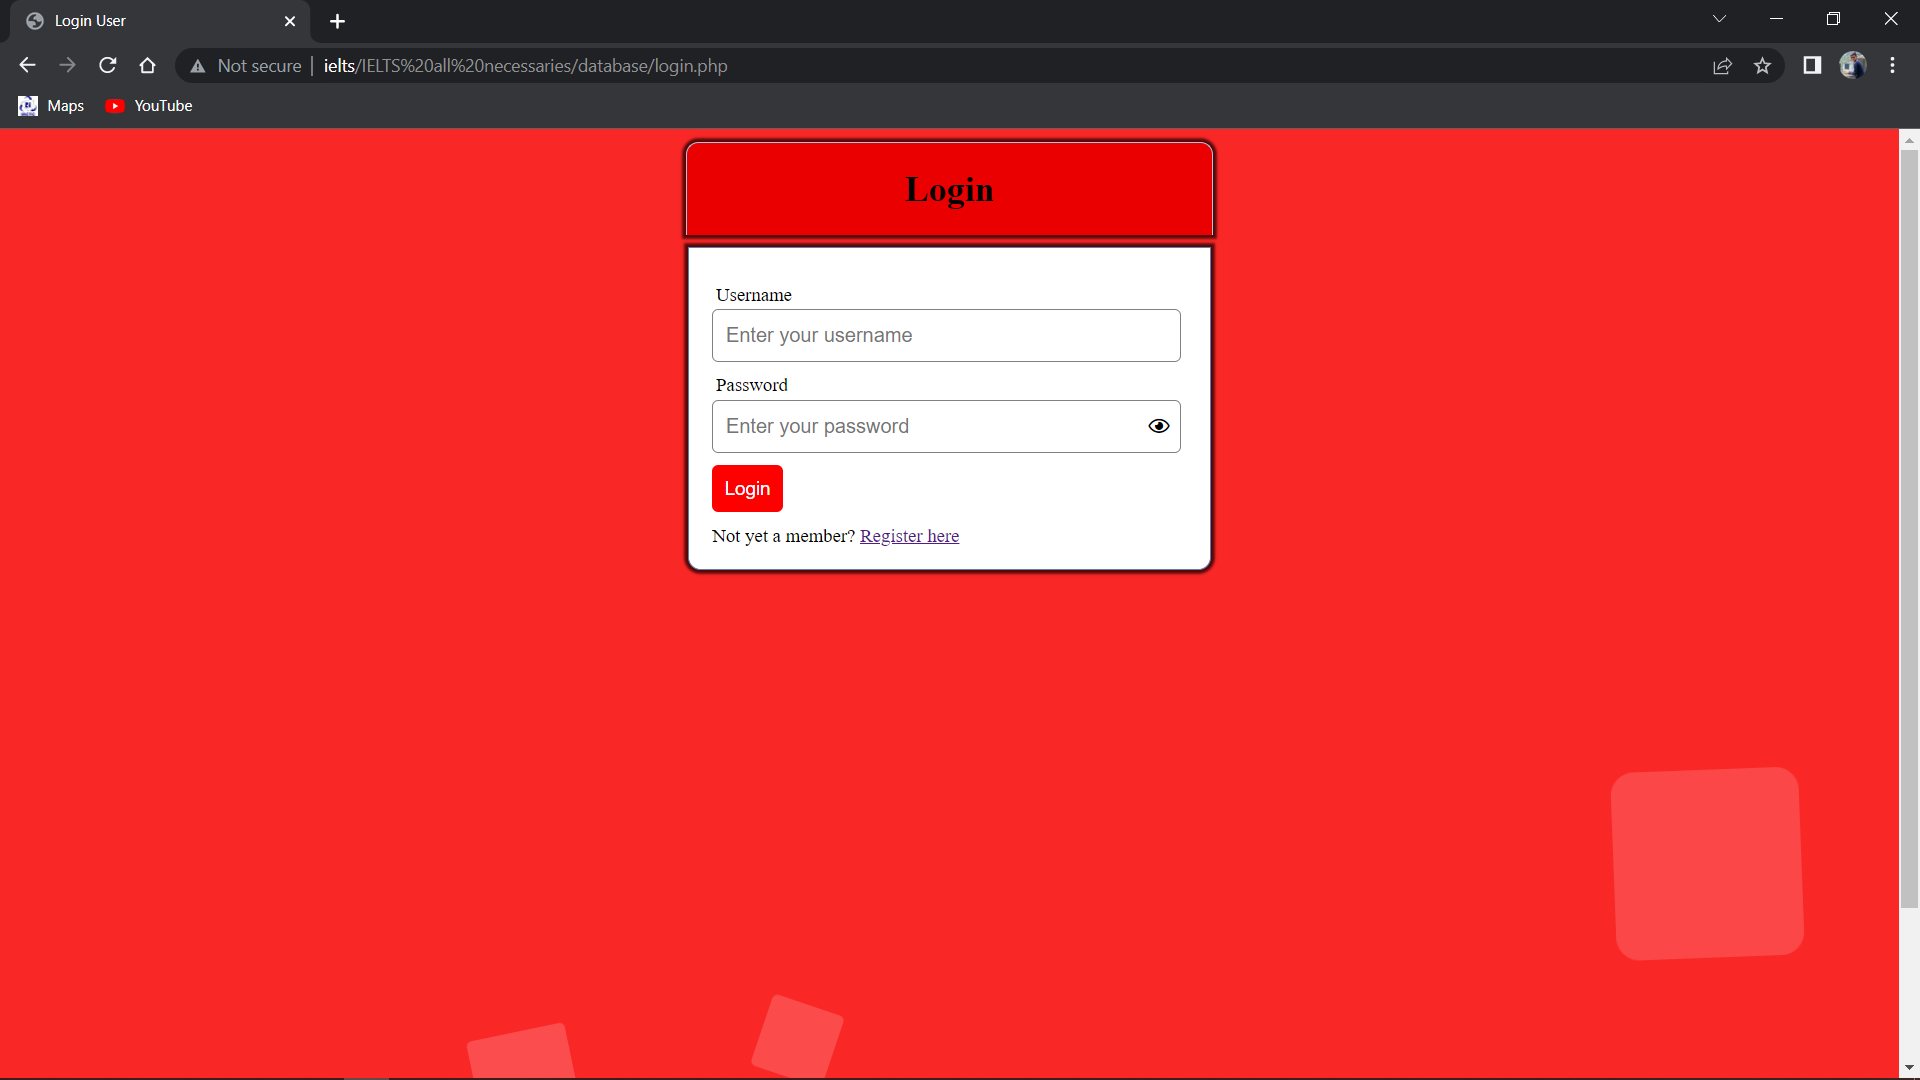 Login User
Not secure | ielts/IELTS%20all%20necessaries/database/login.php
Maps YouTube
Login
Username
Enter your username
Password
Enter your password
Login
Not yet a member? Register here